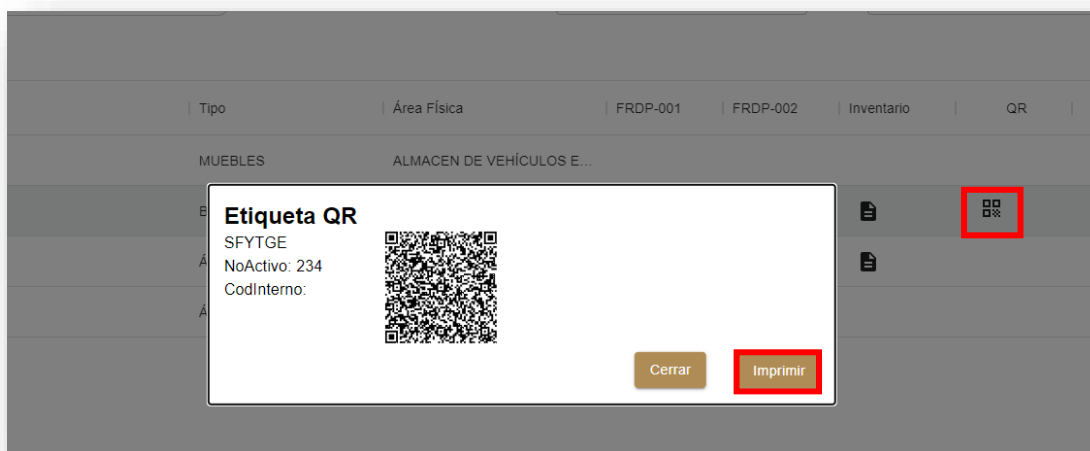 Tipo
Área FÍsica
FRDP-001
FRDP-002
Inventario
QR
MUEBLES
ALMACEN DE VEHÍCULOS E...
Etiqueta QR
SFYTGE
NoActivo: 234
CodInterno:
Cerrar
Imprimir